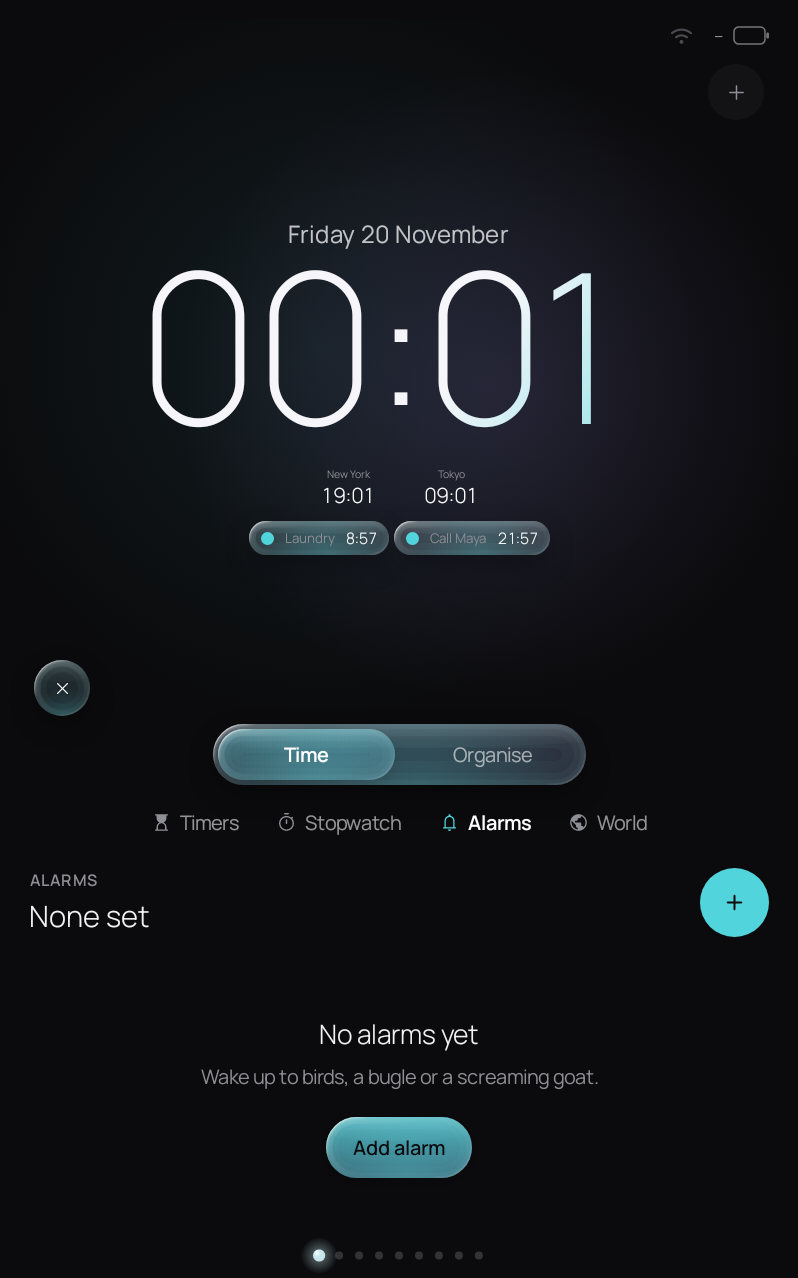 –
Friday 20 November
00:01
New York Tokyo
19:01 09:01
Laundry 8:57 Call Maya 21:57
Time Organise
Timers Stopwatch Alarms World
ALARMS
None set
No alarms yet
Wake up to birds, a bugle or a screaming goat.
Add alarm